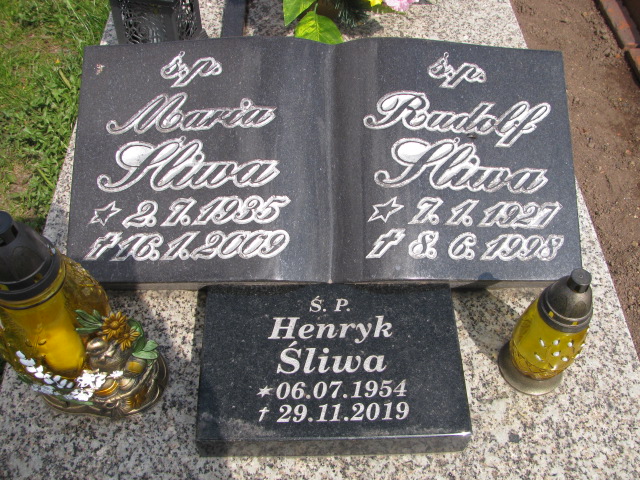 ś.p.
Maria
Śliwa
☆ 2.7.1935
✝ 16.1.2009
ś.p.
Rudolf
Śliwa
☆ 7.1.1927
✝ 8.6.1998
Ś. P.
Henryk
Śliwa
✶06.07.1954
† 29.11.2019